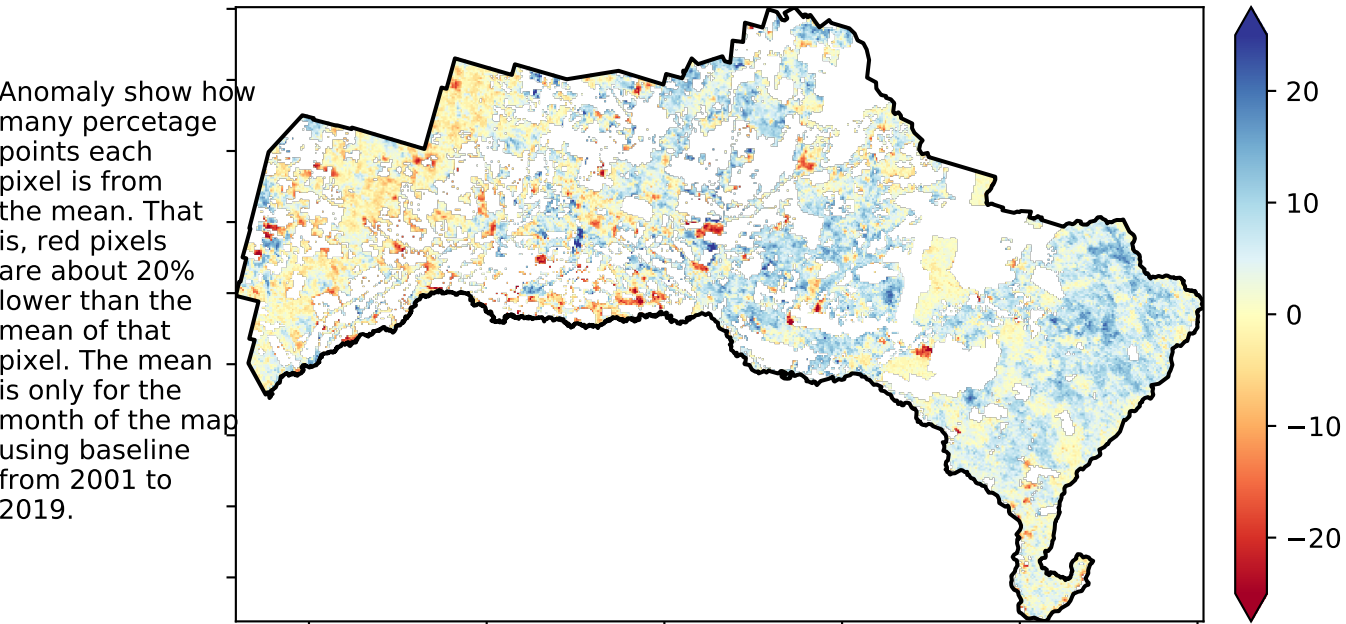 Anomaly show how
many percetage
points each
pixel is from
the mean. That
is, red pixels
are about 20%
lower than the
mean of that
pixel. The mean
is only for the
month of the map
using baseline
from 2001 to
2019.
20
10
0
−10
−20